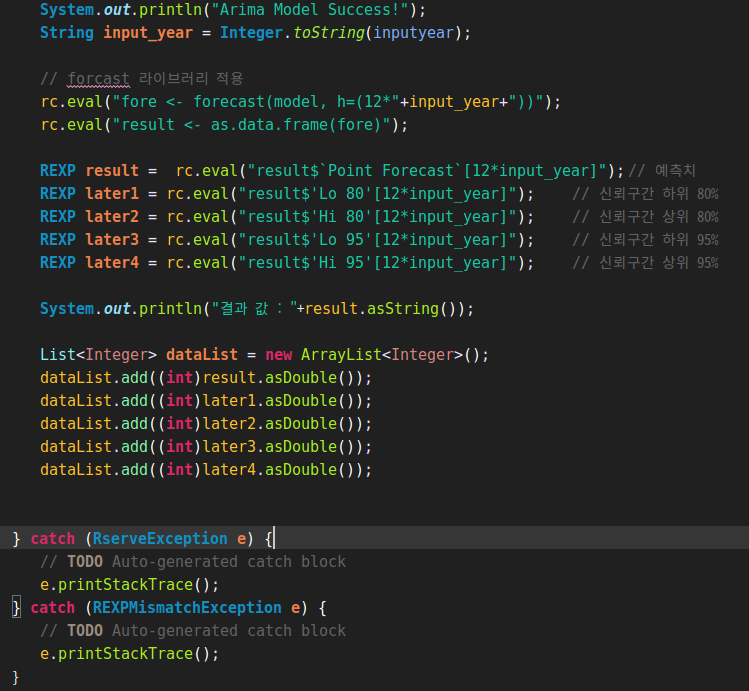 System.out.println("Arima Model Success!");
String input_year = Integer.toString(inputyear);
// forcast 라이브러리 적용
rc.eval("fore <- forecast(model, h=(12*"+input_year+"))");
rc.eval("result <- as.data.frame(fore)");
REXP result =  rc.eval("result$`Point Forecast`[12*input_year]"); // 예측치
REXP later1 = rc.eval("result$'Lo 80'[12*input_year]");    // 신뢰구간 하위 80%
REXP later2 = rc.eval("result$'Hi 80'[12*input_year]");    // 신뢰구간 상위 80%
REXP later3 = rc.eval("result$'Lo 95'[12*input_year]");    // 신뢰구간 하위 95%
REXP later4 = rc.eval("result$'Hi 95'[12*input_year]");    // 신뢰구간 상위 95%
System.out.println("결과 값 : "+result.asString());
List<Integer> dataList = new ArrayList<Integer>();
dataList.add((int)result.asDouble());
dataList.add((int)later1.asDouble());
dataList.add((int)later2.asDouble());
dataList.add((int)later3.asDouble());
dataList.add((int)later4.asDouble());
} catch (RserveException e) {
// TODO Auto-generated catch block
e.printStackTrace();
} catch (REXPMismatchException e) {
// TODO Auto-generated catch block
e.printStackTrace();
}